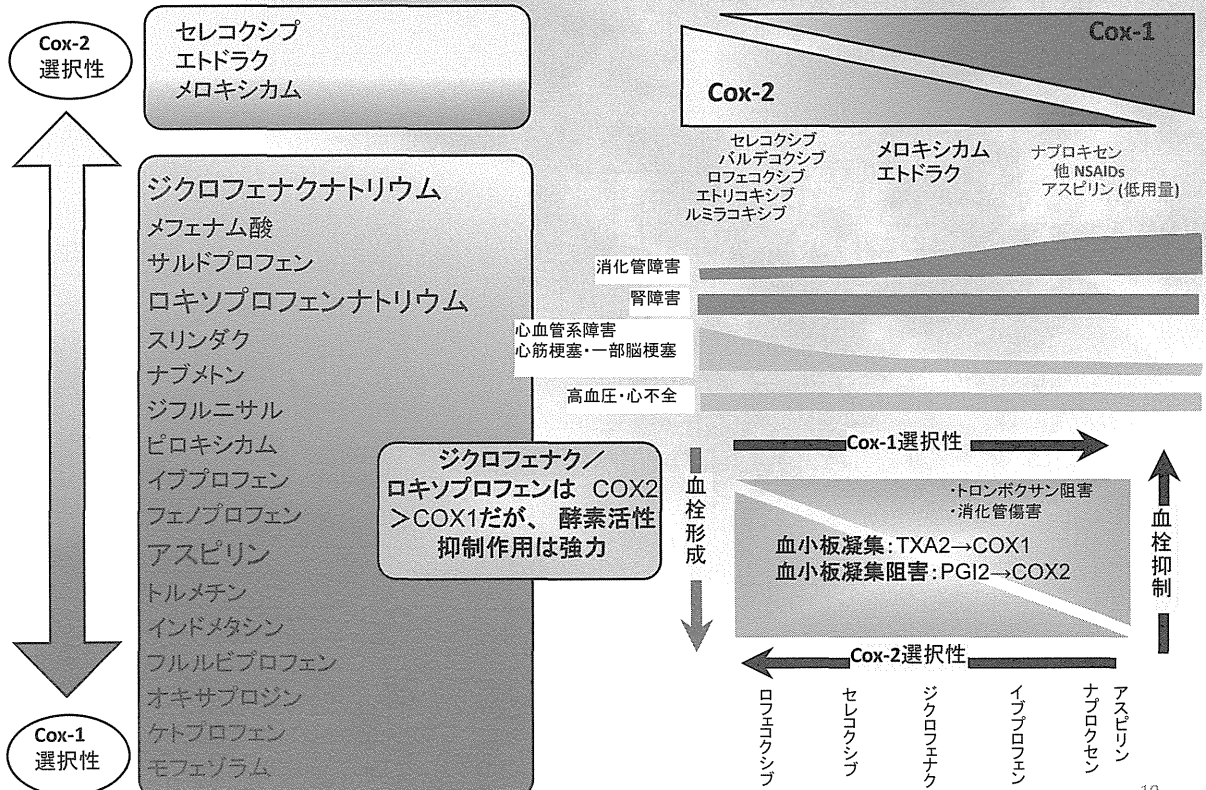 Cox-2
選択性
セレコクシプ
エトドラク
メロキシカム
ジクロフェナクナトリウム
メフェナム酸
サルドプロフェン
ロキソプロフェンナトリウム
スリンダク
ナブメトン
ジフルニサル
ピロキシカム
イブプロフェン
フェノプロフェン
アスピリン
トルメチン
インドメタシン
フルルビプロフェン
オキサプロジン
ケトプロフェン
モフェゾラム
Cox-1
選択性
ジクロフェナク／
ロキソプロフェンは COX2
＞COX1だが、 酵素活性
抑制作用は強力
Cox-1
Cox-2
セレコクシブ
バルデコクシブ
ロフェコクシブ
エトリコキシブ
ルミラコキシブ
メロキシカム
エトドラク
ナプロキセン
他 NSAIDs
アスピリン (低用量)
消化管障害
腎障害
心血管系障害
心筋梗塞・一部脳梗塞
高血圧・心不全
Cox-1選択性
血栓形成
・トロンボクサン阻害
・消化管傷害
血小板凝集：TXA2→COX1
血小板凝集阻害：PGI2→COX2
血栓抑制
Cox-2選択性
ロフェコクシブ
セレコクシブ
ジクロフェナク
イブプロフェン
ナプロクセン
アスピリン